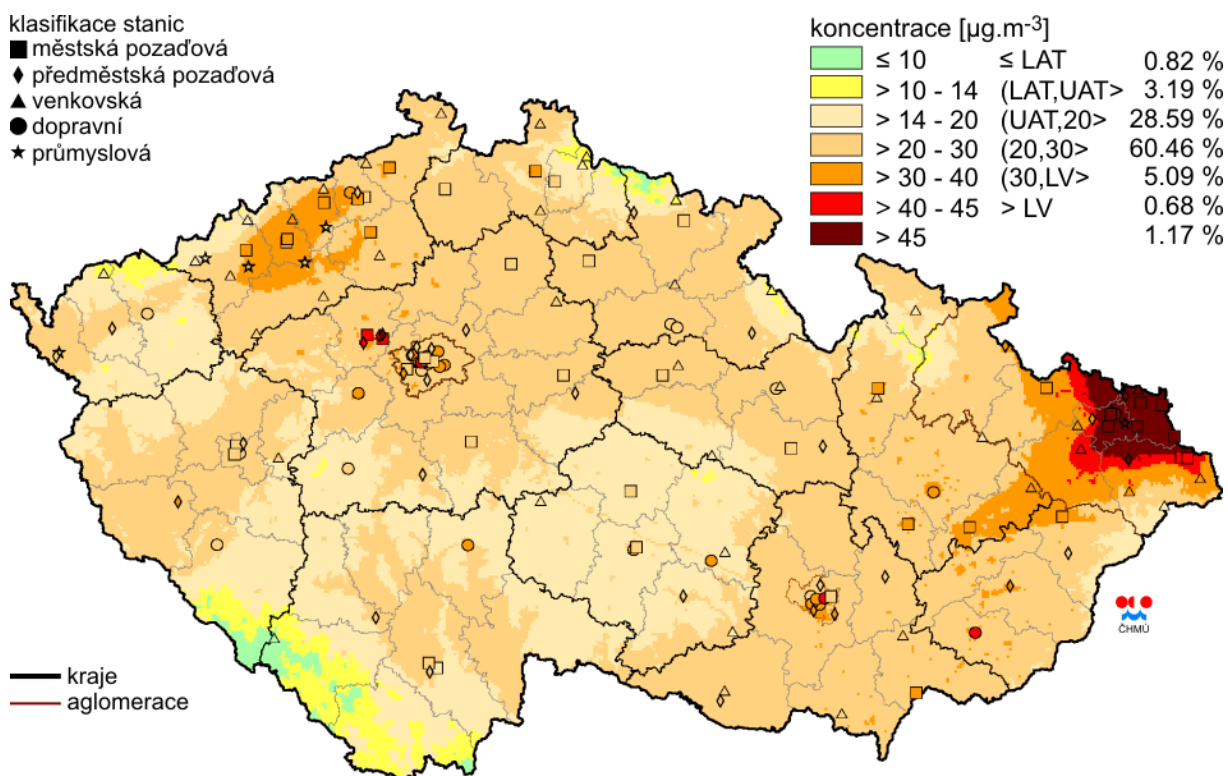 klasifikace stanic
městská pozaďová
předměstská pozaďová
venkovská
dopravní
průmyslová
koncentrace [µg.m-3]
≤ 10 ≤ LAT 0.82 %
> 10 - 14 (LAT,UAT> 3.19 %
> 14 - 20 (UAT,20> 28.59 %
> 20 - 30 (20,30> 60.46 %
> 30 - 40 (30,LV> 5.09 %
> 40 - 45 > LV 0.68 %
> 45 1.17 %
ČHMÚ
kraje
aglomerace